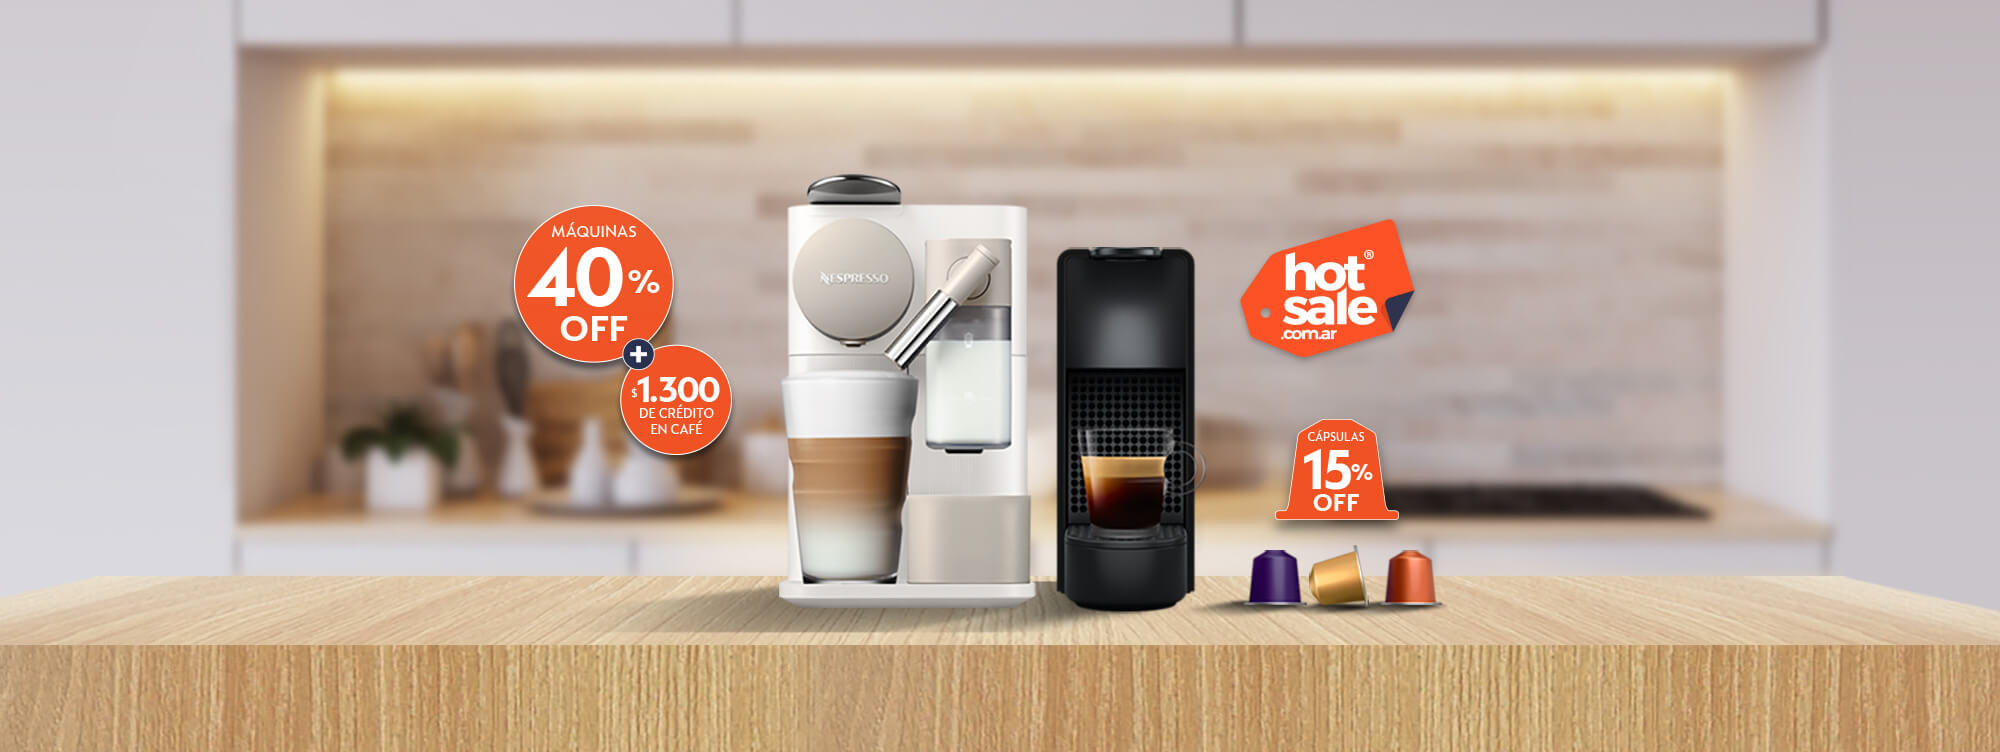 MÁQUINAS
40%
OFF
+
$1.300
DE CRÉDITO
EN CAFÉ
NESPRESSO
hot®
sale
.com.ar
CÁPSULAS
15%
OFF